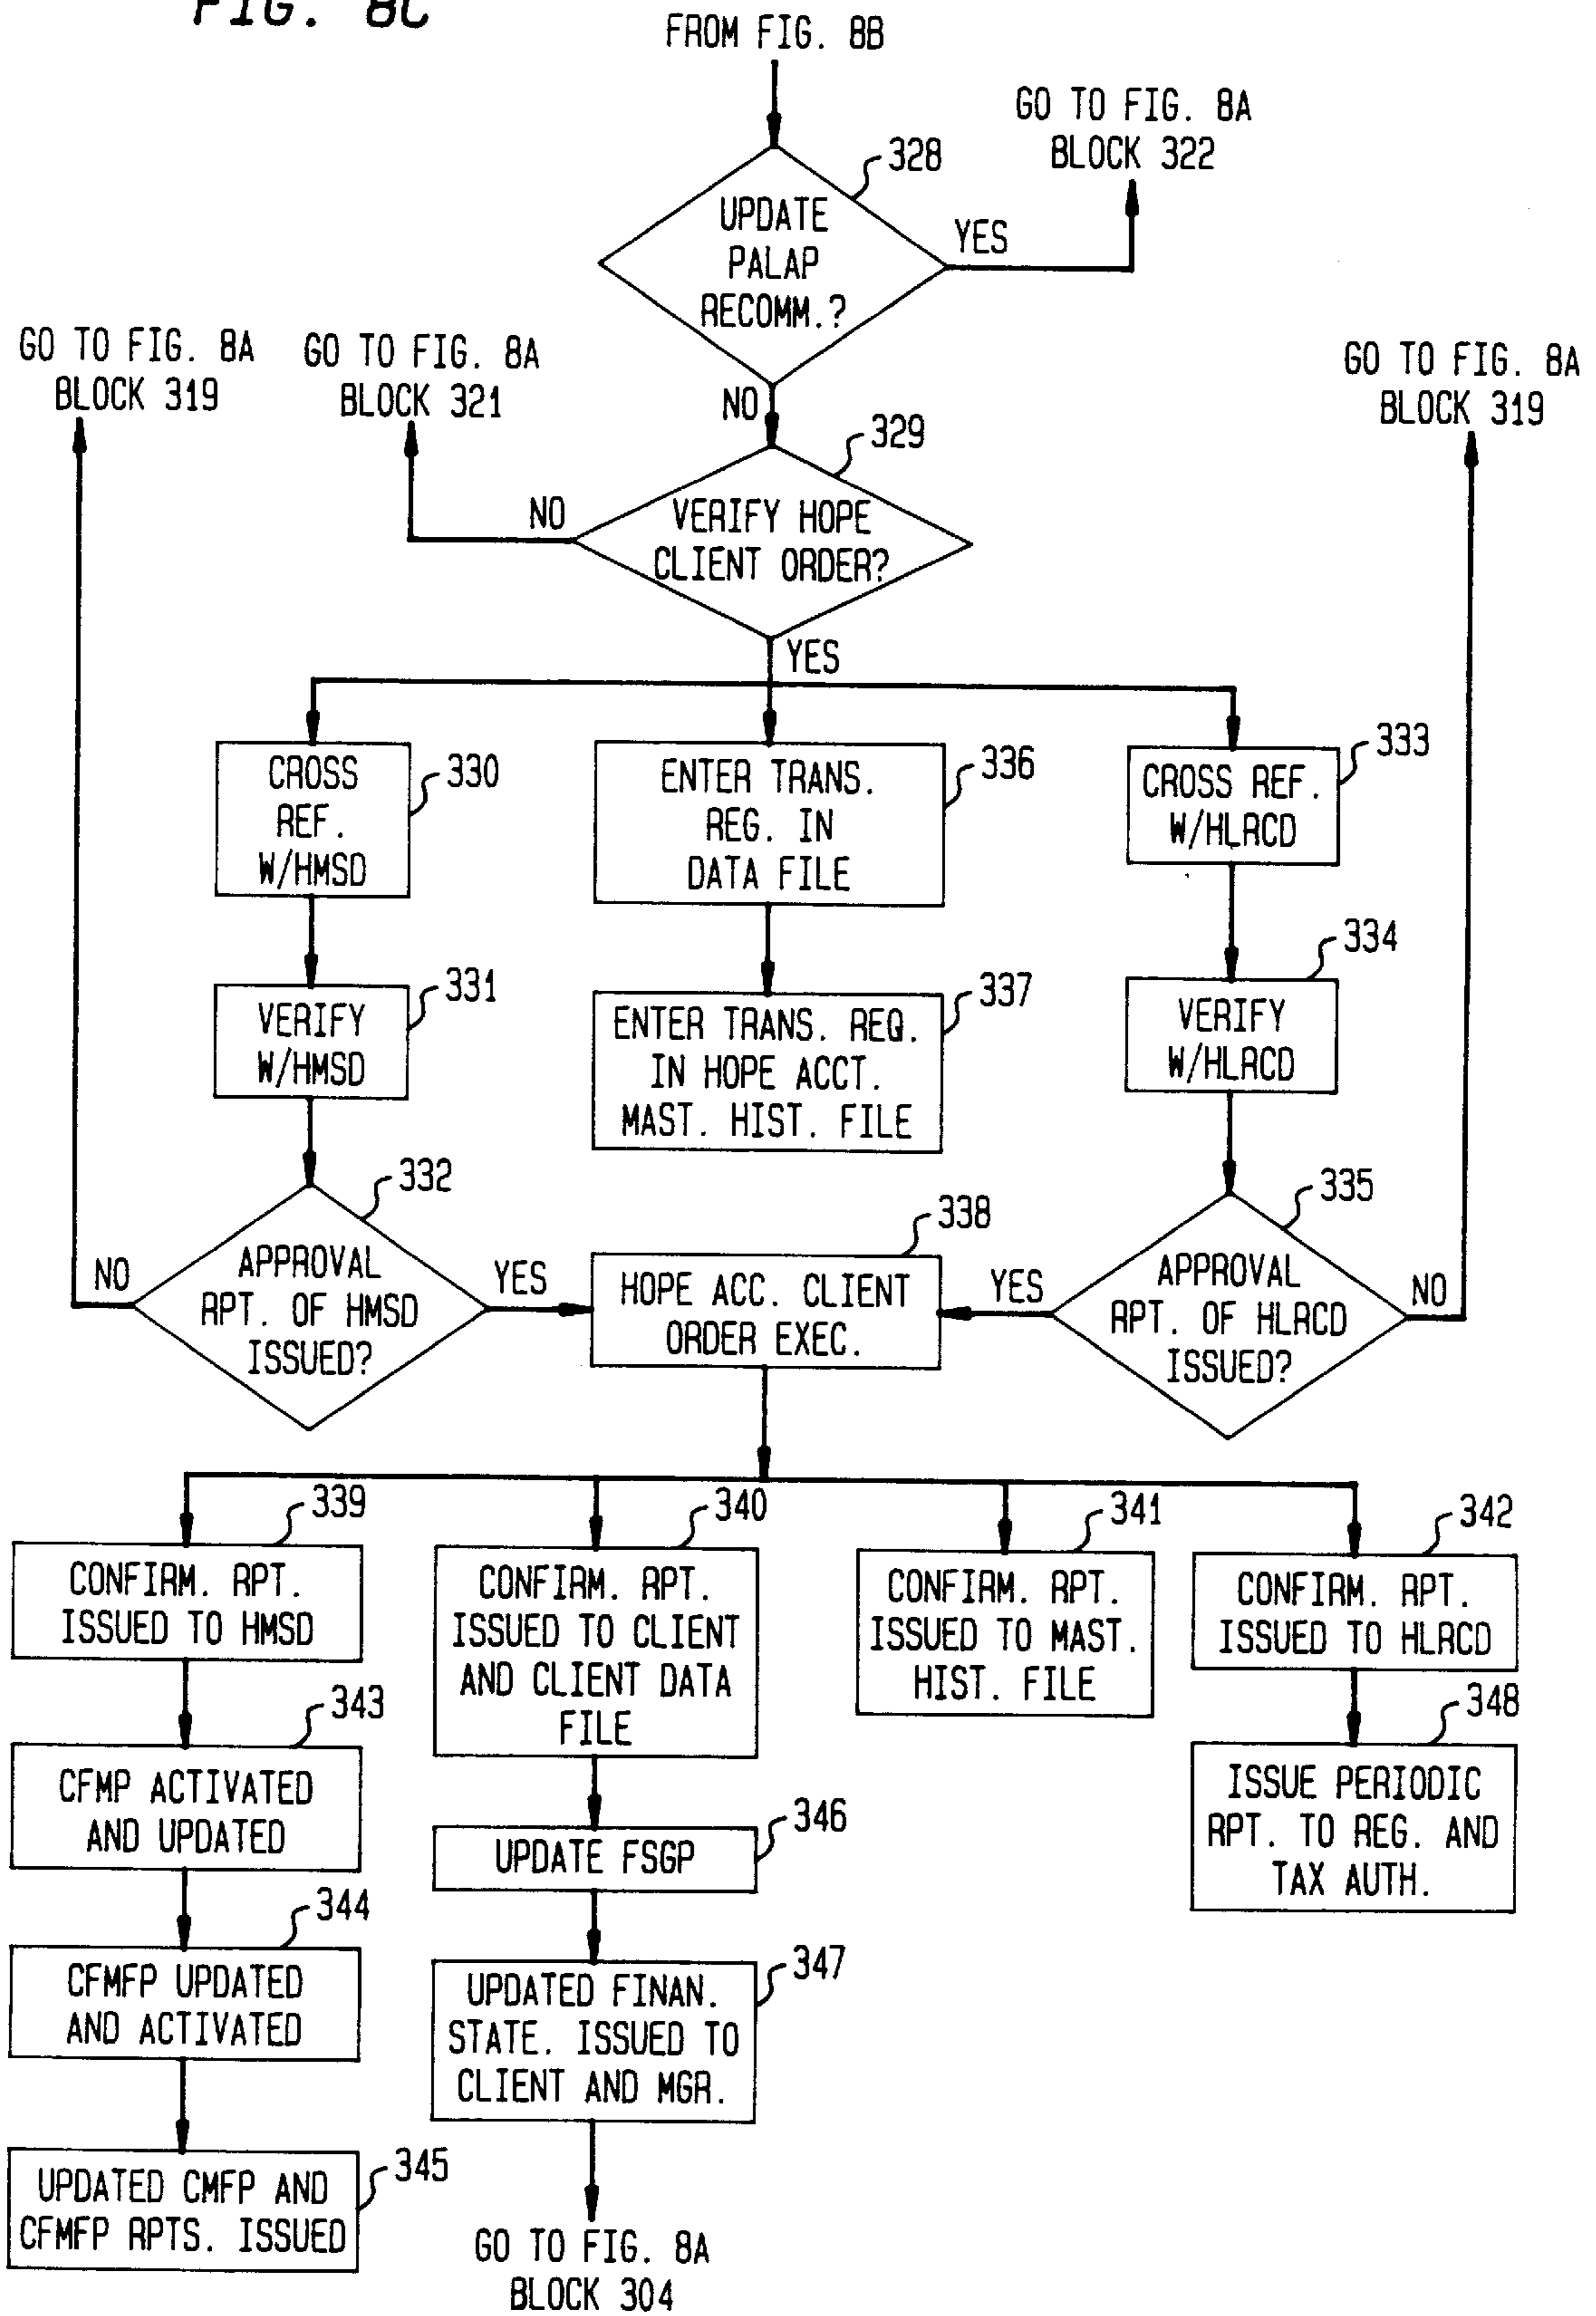 FIG. 8C
FROM FIG. 8B
GO TO FIG. 8A
BLOCK 322
328
UPDATE
PALAP
RECOMM.?
YES
NO
GO TO FIG. 8A
BLOCK 319
GO TO FIG. 8A
BLOCK 321
GO TO FIG. 8A
BLOCK 319
329
VERIFY HOPE
CLIENT ORDER?
NO
YES
330
CROSS
REF.
W/HMSD
336
ENTER TRANS.
REG. IN
DATA FILE
333
CROSS REF.
W/HLRCD
331
VERIFY
W/HMSD
337
ENTER TRANS. REQ.
IN HOPE ACCT.
MAST. HIST. FILE
334
VERIFY
W/HLRCD
332
APPROVAL
RPT. OF HMSD
ISSUED?
NO
YES
338
HOPE ACC. CLIENT
ORDER EXEC.
335
APPROVAL
RPT. OF HLRCD
ISSUED?
YES
NO
339
CONFIRM. RPT.
ISSUED TO HMSD
340
CONFIRM. RPT.
ISSUED TO CLIENT
AND CLIENT DATA
FILE
341
CONFIRM. RPT.
ISSUED TO MAST.
HIST. FILE
342
CONFIRM. RPT.
ISSUED TO HLRCD
343
CFMP ACTIVATED
AND UPDATED
346
UPDATE FSGP
348
ISSUE PERIODIC
RPT. TO REG. AND
TAX AUTH.
344
CFMFP UPDATED
AND ACTIVATED
347
UPDATED FINAN.
STATE. ISSUED TO
CLIENT AND MGR.
345
UPDATED CMFP AND
CFMFP RPTS. ISSUED
GO TO FIG. 8A
BLOCK 304